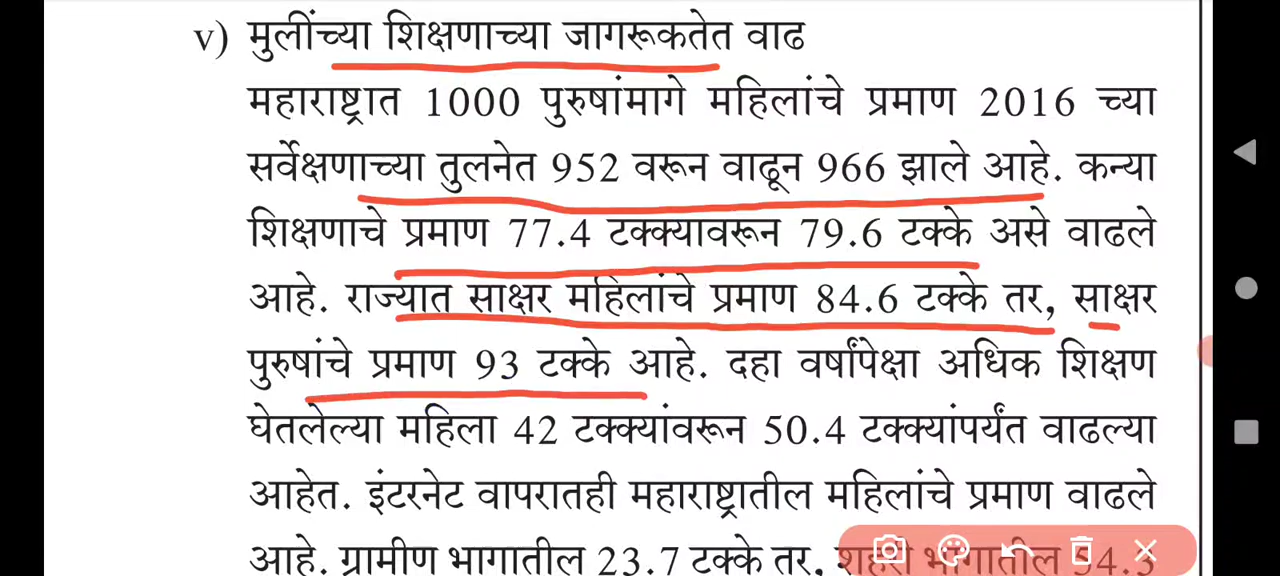 v) मुलींच्या शिक्षणाच्या जागरूकतेत वाढ
महाराष्ट्रात 1000 पुरुषांमागे महिलांचे प्रमाण 2016 च्या
सर्वेक्षणाच्या तुलनेत 952 वरून वाढून 966 झाले आहे. कन्या
शिक्षणाचे प्रमाण 77.4 टक्क्यावरून 79.6 टक्के असे वाढले
आहे. राज्यात साक्षर महिलांचे प्रमाण 84.6 टक्के तर, साक्षर
पुरुषांचे प्रमाण 93 टक्के आहे. दहा वर्षांपेक्षा अधिक शिक्षण
घेतलेल्या महिला 42 टक्क्यांवरून 50.4 टक्क्यांपर्यंत वाढल्या
आहेत. इंटरनेट वापरातही महाराष्ट्रातील महिलांचे प्रमाण वाढले
आहे. ग्रामीण भागातील 23.7 टक्के तर, शहरी भागातील 54.3